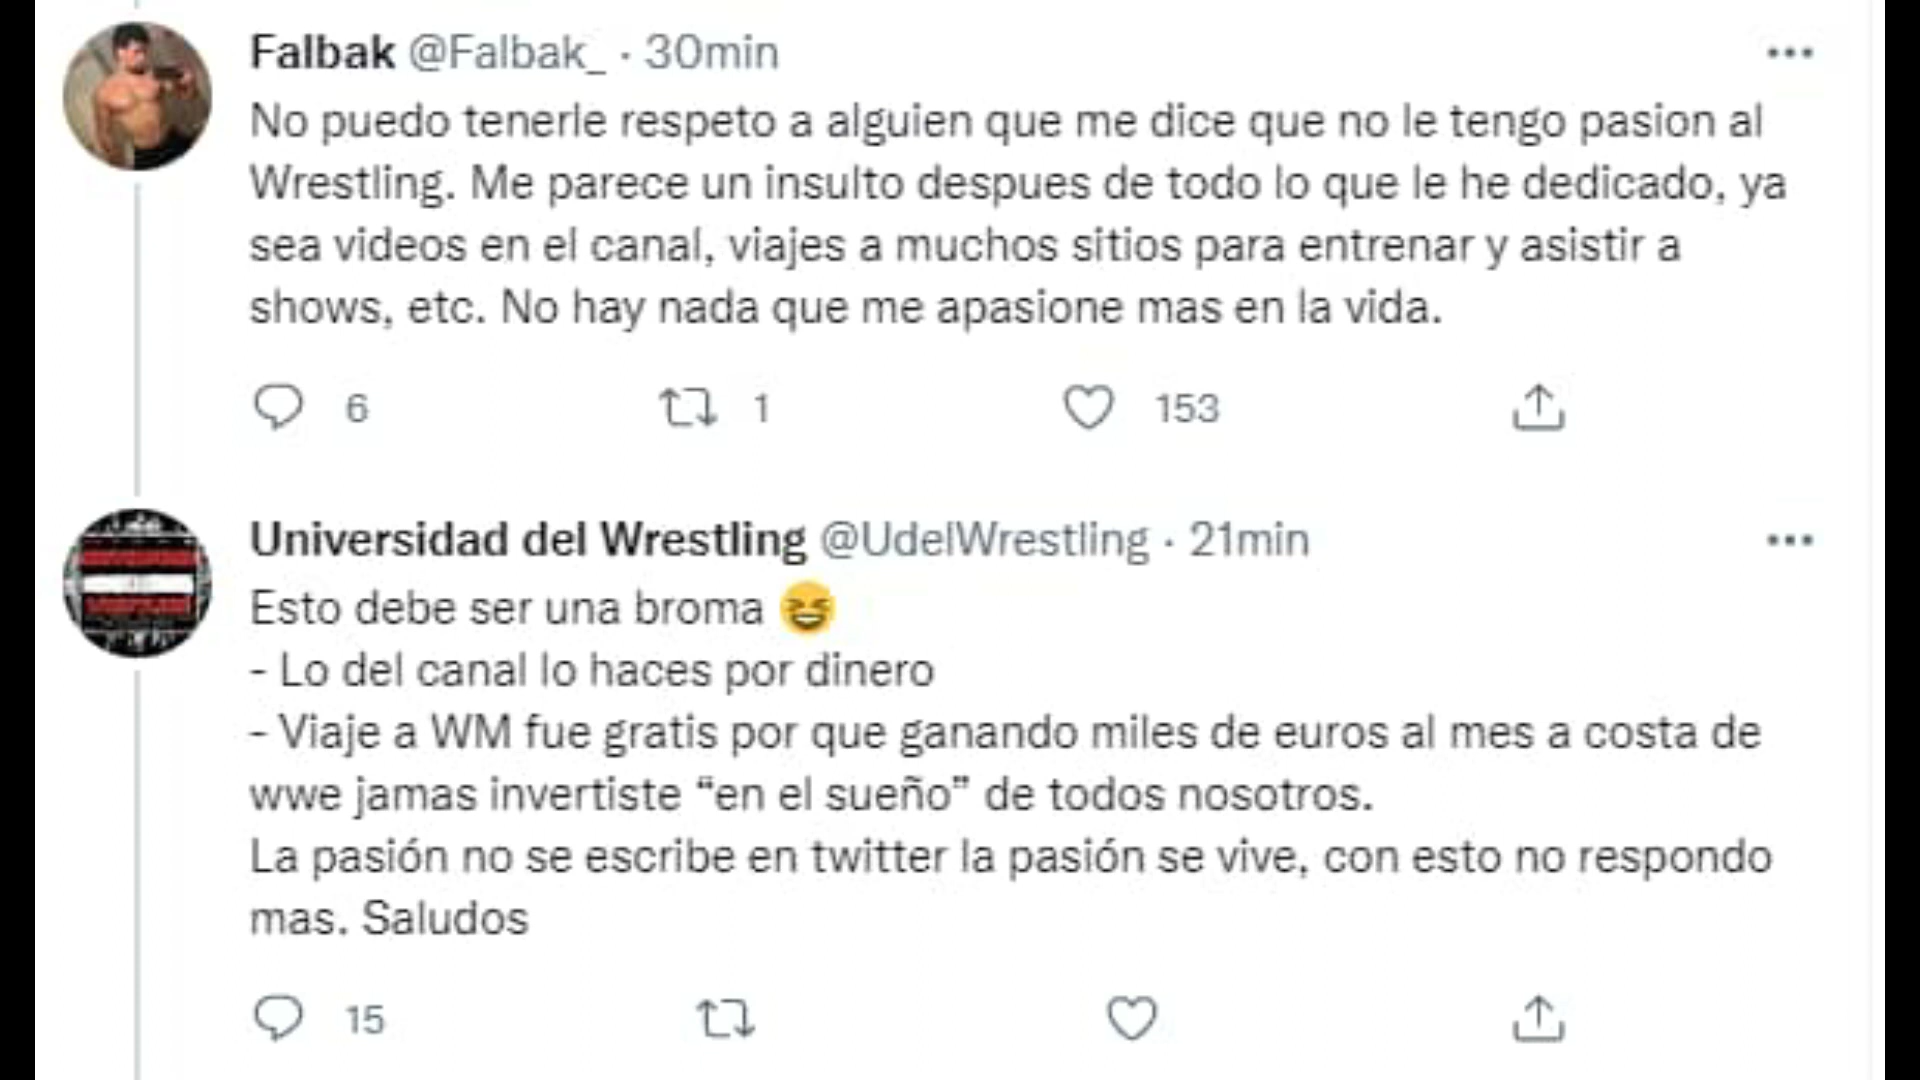 Falbak @Falbak_ · 30min
No puedo tenerle respeto a alguien que me dice que no le tengo pasion al
Wrestling. Me parece un insulto despues de todo lo que le he dedicado, ya
sea videos en el canal, viajes a muchos sitios para entrenar y asistir a
shows, etc. No hay nada que me apasione mas en la vida.
6 1 153
Universidad del Wrestling @UdelWrestling · 21min
Esto debe ser una broma 😆
- Lo del canal lo haces por dinero
- Viaje a WM fue gratis por que ganando miles de euros al mes a costa de
wwe jamas invertiste “en el sueño” de todos nosotros.
La pasión no se escribe en twitter la pasión se vive, con esto no respondo
mas. Saludos
15